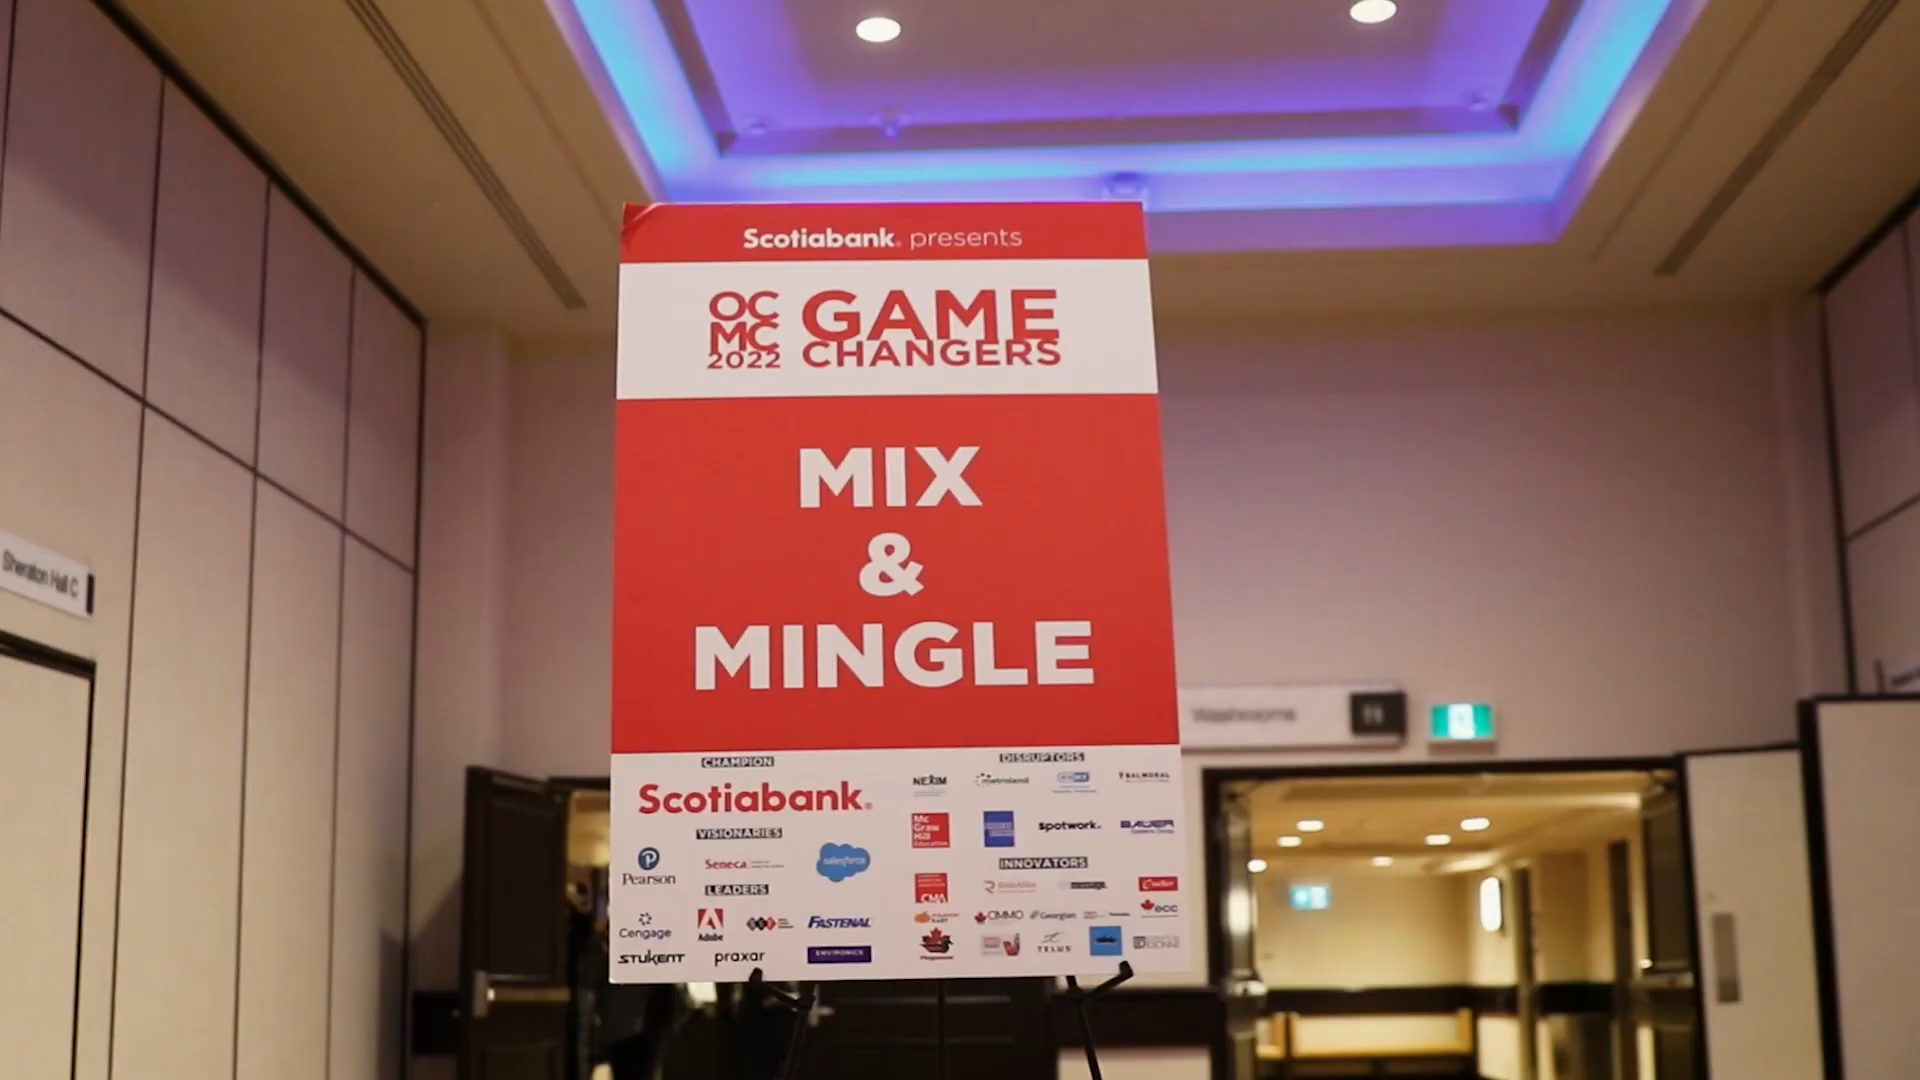 Scotiabank presents
OC
MC
2022
GAME
CHANGERS
MIX
&
MINGLE
Sheraton Hall C
Washrooms
CHAMPION
Scotiabank
VISIONARIES
Pearson
Seneca
salesforce
LEADERS
Cengage
Adobe
FASTENAL
STUKENT
praxar
ENVIRONICS
DISRUPTORS
NEXIM
metroland
BALMORAL
Mc
Graw
Hill
Education
spotwork
BAUER
INNOVATORS
CMA
CIMMO
Georgian
ecc
TELUS